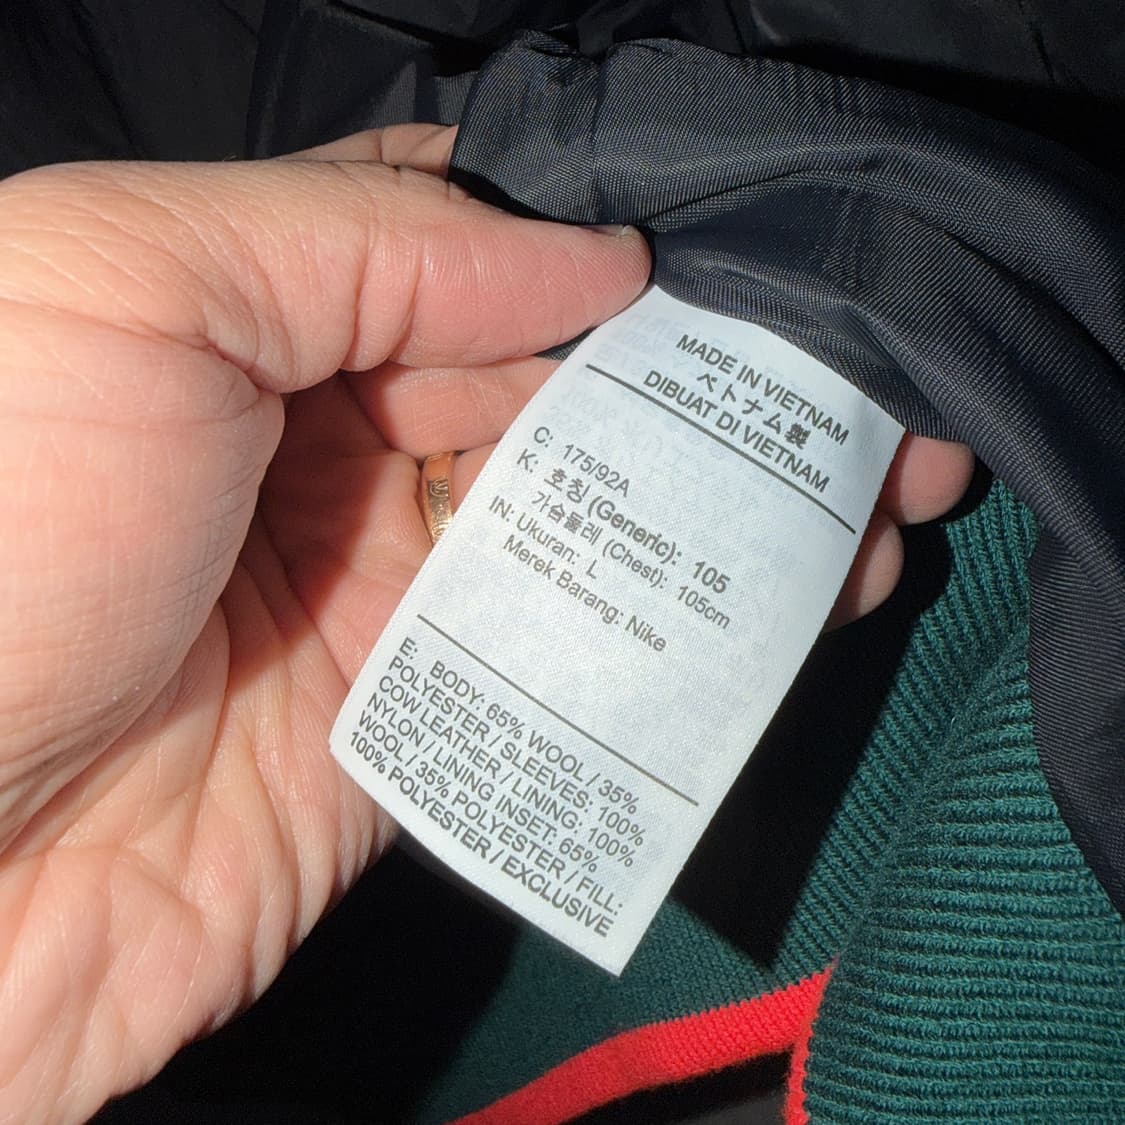 MADE IN VIETNAM
ベトナム製
DIBUAT DI VIETNAM
C: 175/92A
K: 호칭 (Generic): 105
가슴둘레 (Chest): 105cm
IN: Ukuran: L
Merek Barang: Nike
E: BODY: 65% WOOL / 35%
POLYESTER / SLEEVES: 100%
COW LEATHER / LINING: 100%
NYLON / LINING INSET: 65%
WOOL / 35% POLYESTER / FILL:
100% POLYESTER / EXCLUSIVE